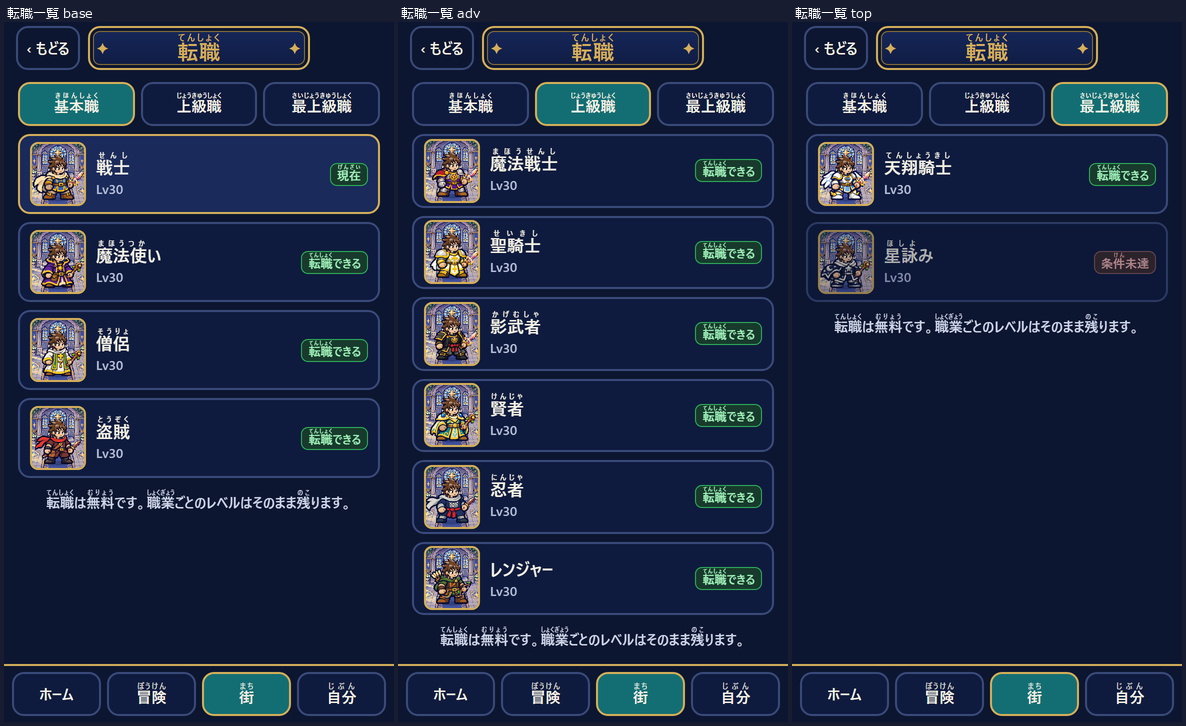 転職一覧 base
‹ もどる
てんしょく
転職
きほんしょく
基本職
じょうきゅうしょく
上級職
さいじょうきゅうしょく
最上級職
せんし
戦士
Lv30
げんざい
現在
まほうつか
魔法使い
Lv30
てんしょく
転職できる
そうりょ
僧侶
Lv30
てんしょく
転職できる
とうぞく
盗賊
Lv30
てんしょく
転職できる
てんしょく むりょう しょくぎょう のこ
転職は無料です。職業ごとのレベルはそのまま残ります。
ホーム
ぼうけん
冒険
まち
街
じぶん
自分
転職一覧 adv
‹ もどる
てんしょく
転職
きほんしょく
基本職
じょうきゅうしょく
上級職
さいじょうきゅうしょく
最上級職
まほうせんし
魔法戦士
Lv30
てんしょく
転職できる
せいきし
聖騎士
Lv30
てんしょく
転職できる
かげむしゃ
影武者
Lv30
てんしょく
転職できる
けんじゃ
賢者
Lv30
てんしょく
転職できる
にんじゃ
忍者
Lv30
てんしょく
転職できる
レンジャー
Lv30
てんしょく
転職できる
てんしょく むりょう しょくぎょう のこ
転職は無料です。職業ごとのレベルはそのまま残ります。
ホーム
ぼうけん
冒険
まち
街
じぶん
自分
転職一覧 top
‹ もどる
てんしょく
転職
きほんしょく
基本職
じょうきゅうしょく
上級職
さいじょうきゅうしょく
最上級職
てんしょうきし
天翔騎士
Lv30
てんしょく
転職できる
ほしよ
星詠み
Lv30
けん
条件未達
てんしょく むりょう しょくぎょう のこ
転職は無料です。職業ごとのレベルはそのまま残ります。
ホーム
ぼうけん
冒険
まち
街
じぶん
自分